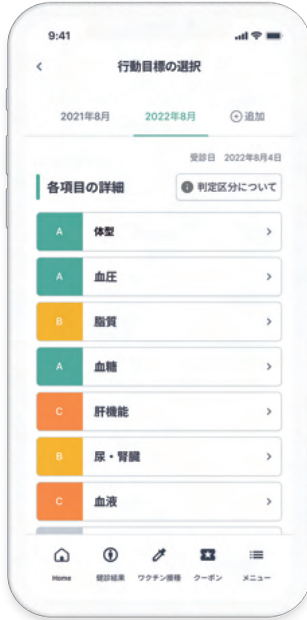 9:41
行動目標の選択
2021年8月 2022年8月 追加
受診日 2022年8月4日
各項目の詳細 判定区分について
A 体型
A 血圧
B 脂質
A 血糖
C 肝機能
B 尿・腎臓
C 血液
Home 健診結果 ワクチン接種 クーポン メニュー